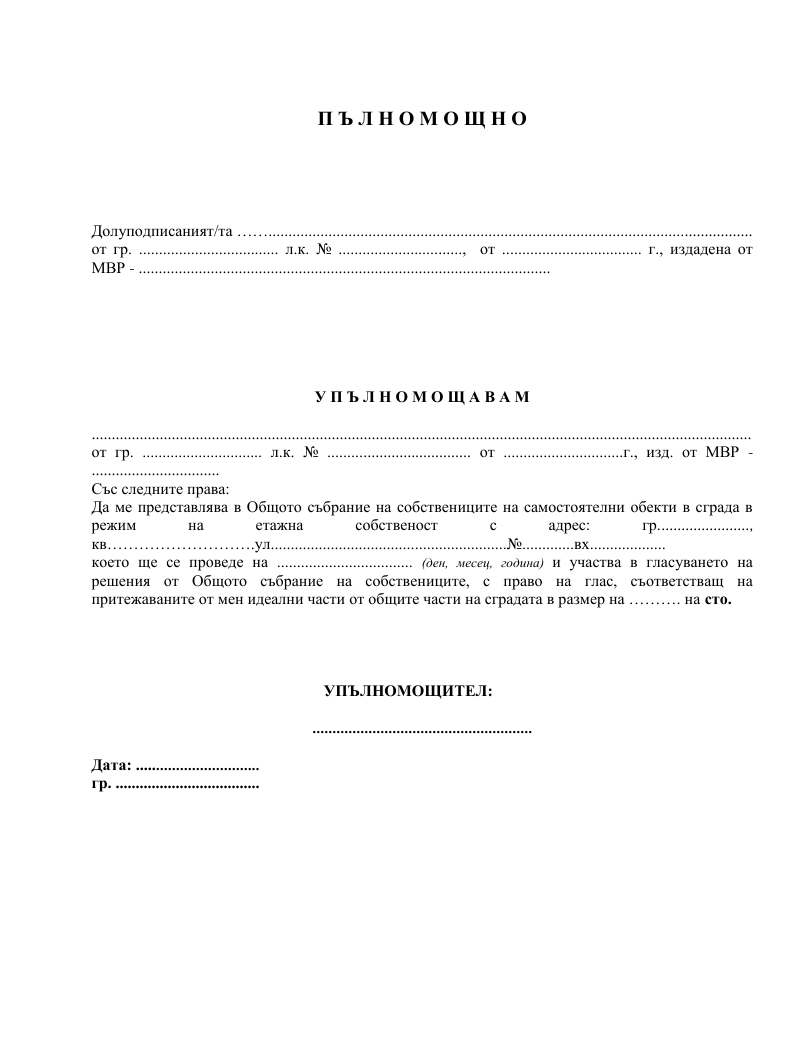 П Ъ Л Н О М О Щ Н О
Долуподписаният/та …….........................................................................................................................
от гр. ................................... л.к. № ..............................., от ................................... г., издадена от
МВР - .......................................................................................................
У П Ъ Л Н О М О Щ А В А М
.....................................................................................................................................................................
от гр. .............................. л.к. № .................................... от ..............................г., изд. от МВР -
................................
Със следните права:
Да ме представлява в Общото събрание на собствениците на самостоятелни обекти в сграда в
режим на етажна собственост с адрес: гр.......................,
кв……………………….ул...........................................................№.............вх...................
което ще се проведе на .................................. (ден, месец, година) и участва в гласуването на
решения от Общото събрание на собствениците, с право на глас, съответстващ на
притежаваните от мен идеални части от общите части на сградата в размер на ………. на сто.
УПЪЛНОМОЩИТЕЛ:
.......................................................
Дата: ...............................
гр. ....................................